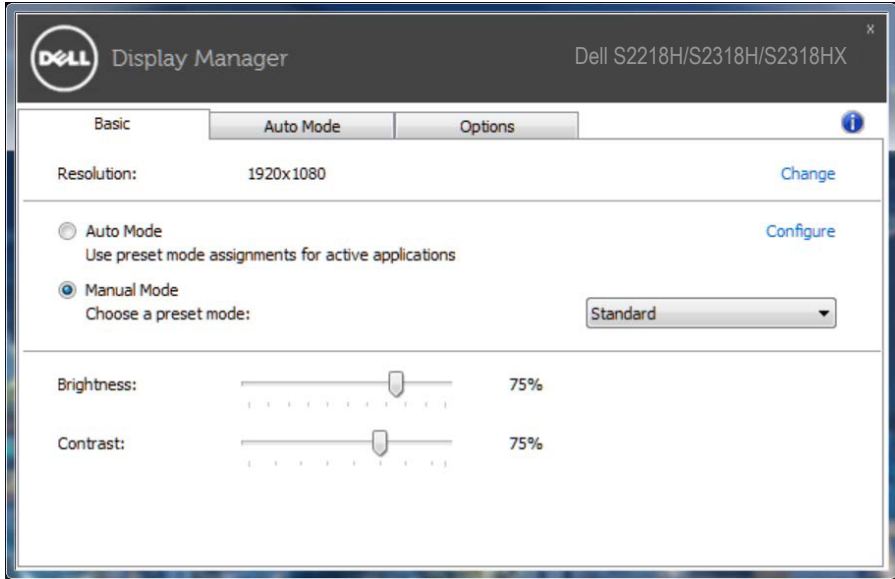 x
DELL Display Manager Dell S2218H/S2318H/S2318HX
Basic Auto Mode Options i
Resolution: 1920x1080 Change
Auto Mode Configure
Use preset mode assignments for active applications
Manual Mode
Choose a preset mode: Standard
Brightness: 75%
Contrast: 75%